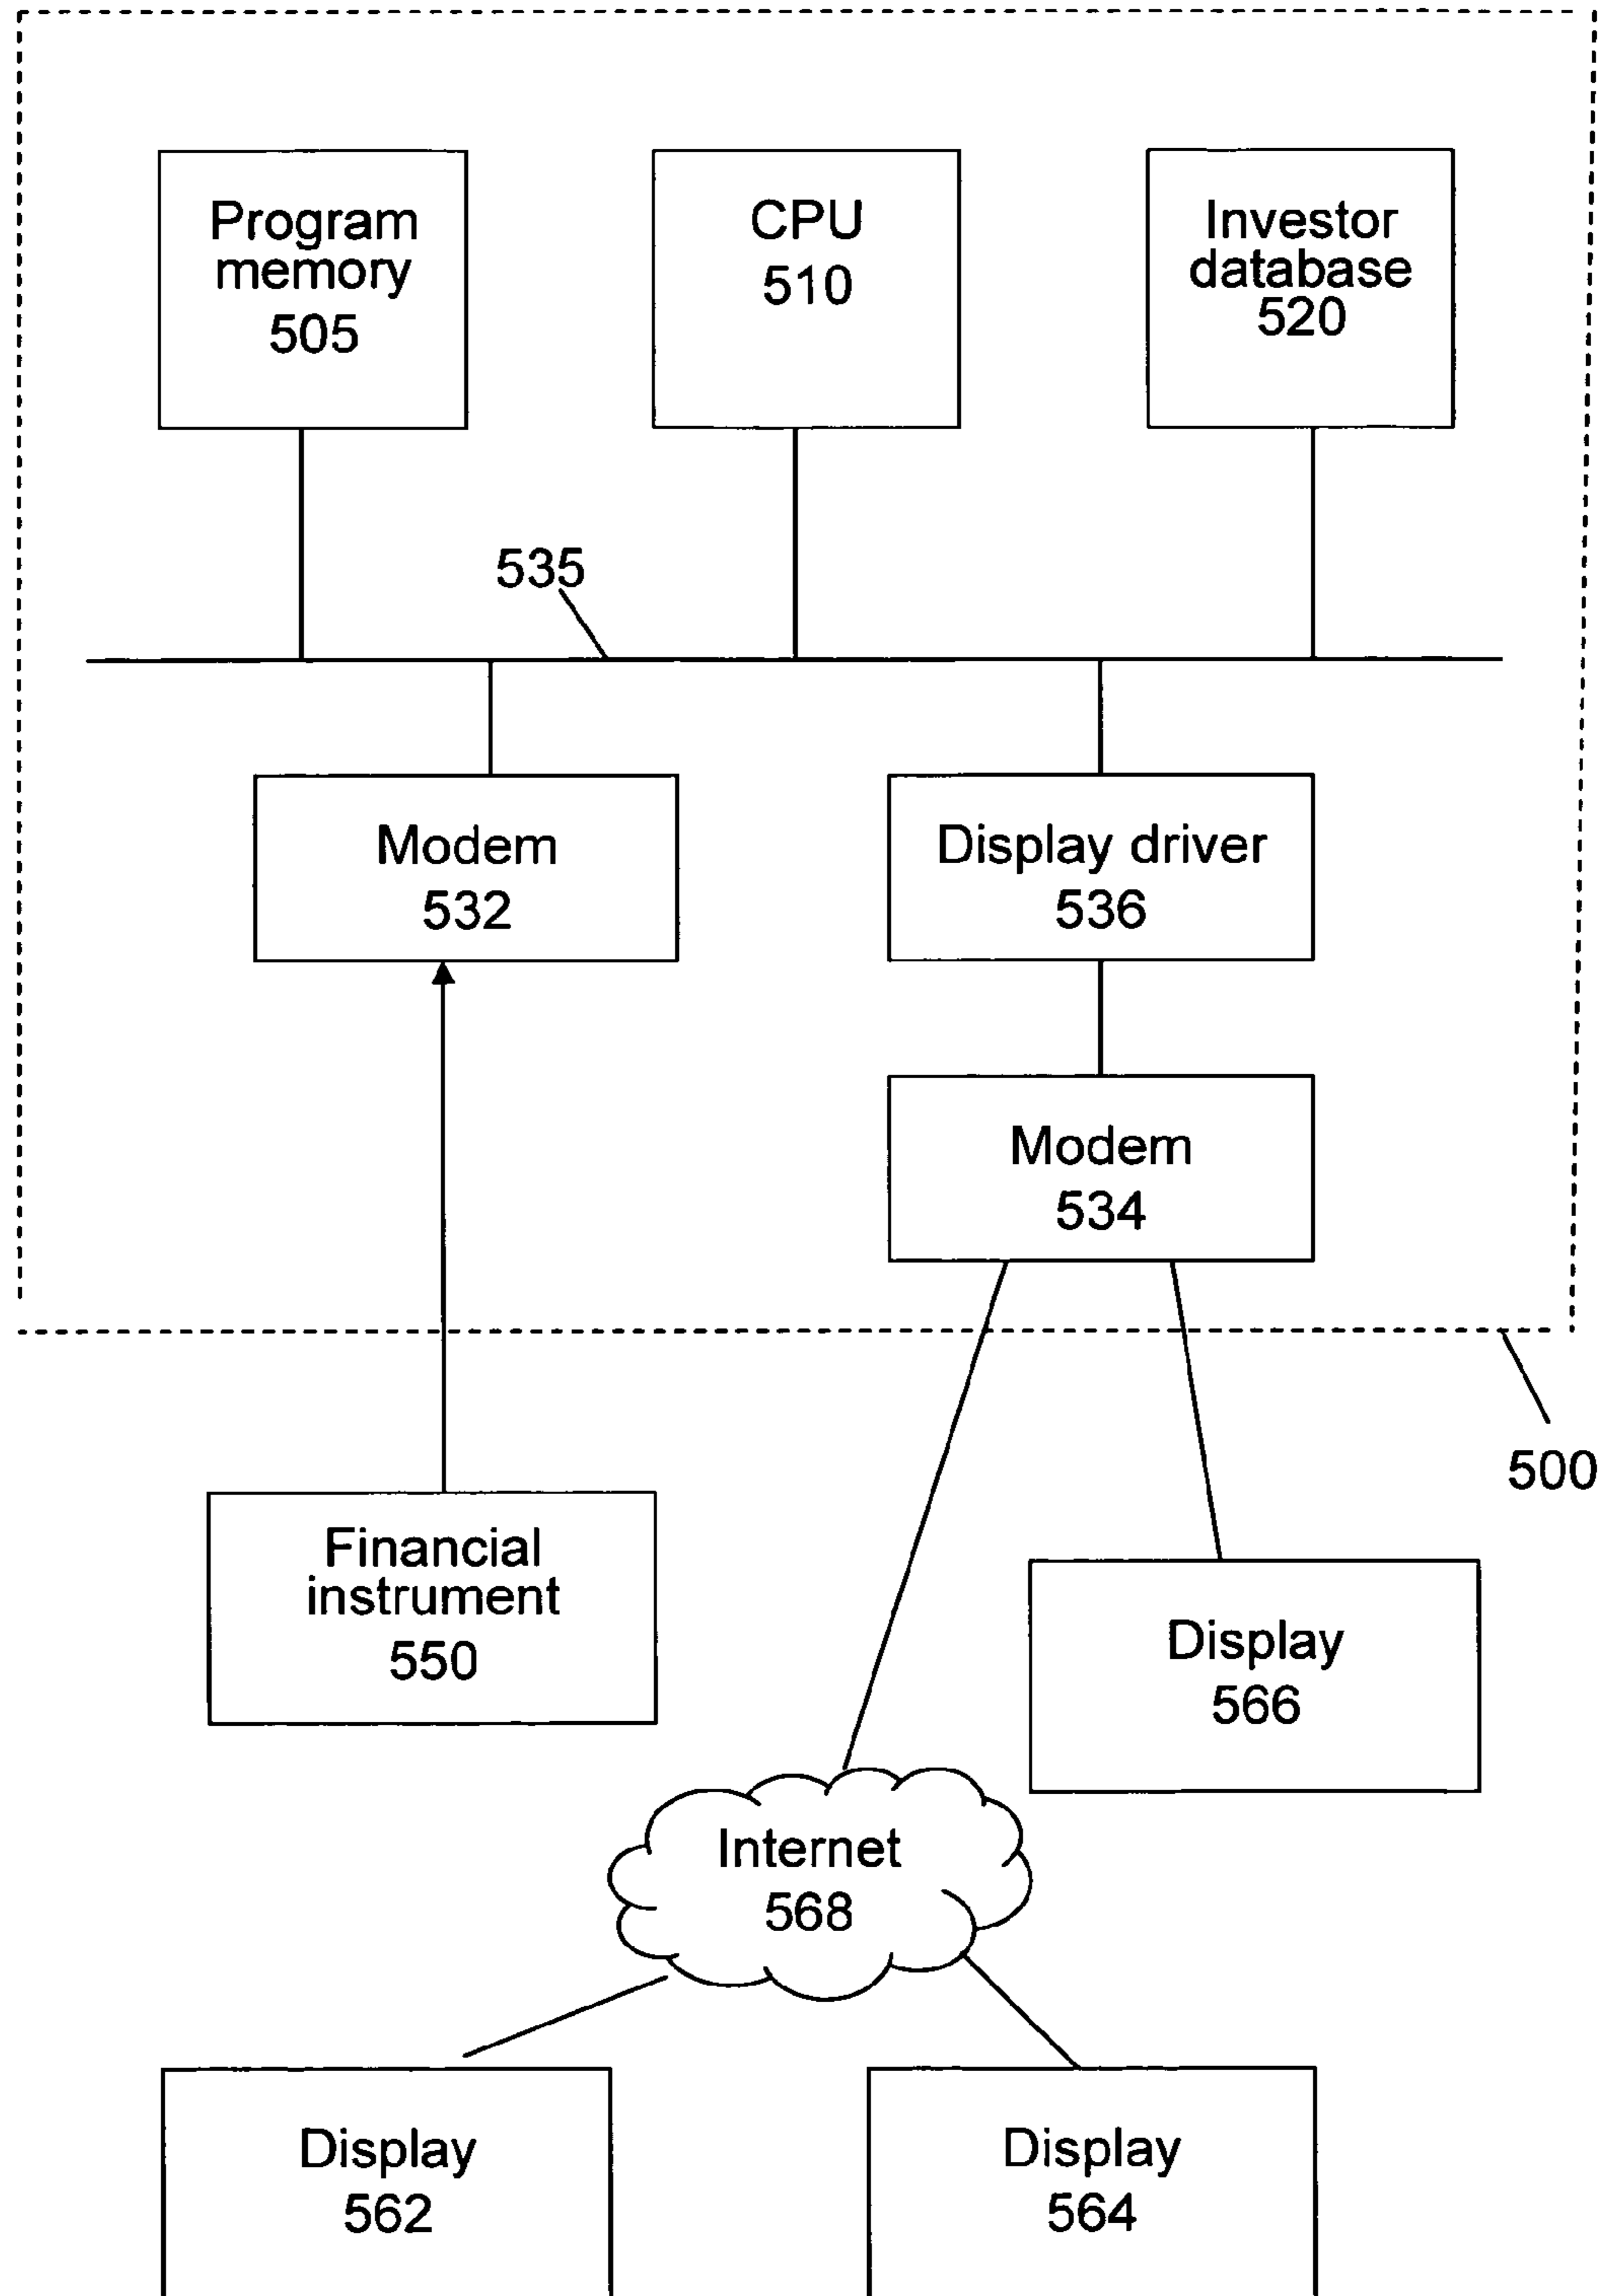 Program
memory
505
CPU
510
Investor
database
520
535
Modem
532
Display driver
536
Modem
534
500
Financial
instrument
550
Display
566
Internet
568
Display
562
Display
564